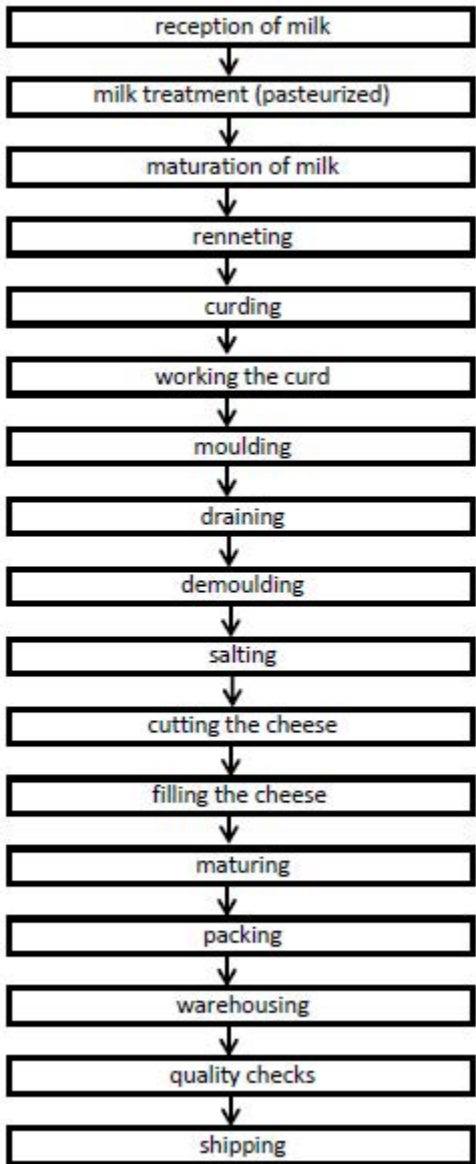 reception of milk
milk treatment (pasteurized)
maturation of milk
renneting
curding
working the curd
moulding
draining
demoulding
salting
cutting the cheese
filling the cheese
maturing
packing
warehousing
quality checks
shipping